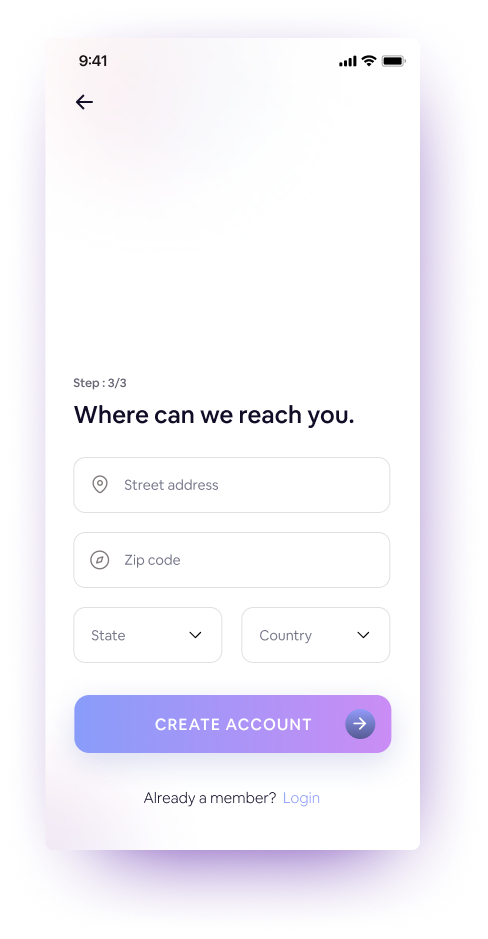 9:41
Step : 3/3
Where can we reach you.
Street address
Zip code
State Country
CREATE ACCOUNT
Already a member? Login